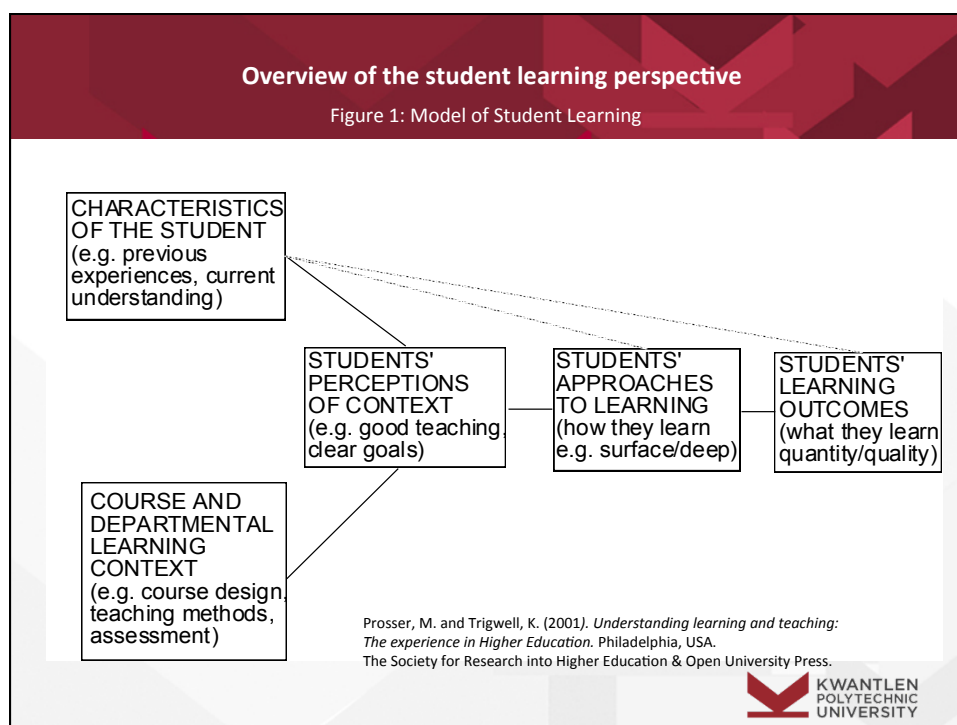 Overview of the student learning perspective
Figure 1: Model of Student Learning
CHARACTERISTICS
OF THE STUDENT
(e.g. previous
experiences, current
understanding)
STUDENTS'
PERCEPTIONS
OF CONTEXT
(e.g. good teaching,
clear goals)
STUDENTS'
APPROACHES
TO LEARNING
(how they learn
e.g. surface/deep)
STUDENTS'
LEARNING
OUTCOMES
(what they learn
quantity/quality)
COURSE AND
DEPARTMENTAL
LEARNING
CONTEXT
(e.g. course design,
teaching methods,
assessment)
Prosser, M. and Trigwell, K. (2001). Understanding learning and teaching:
The experience in Higher Education. Philadelphia, USA.
The Society for Research into Higher Education & Open University Press.
KWANTLEN
POLYTECHNIC
UNIVERSITY